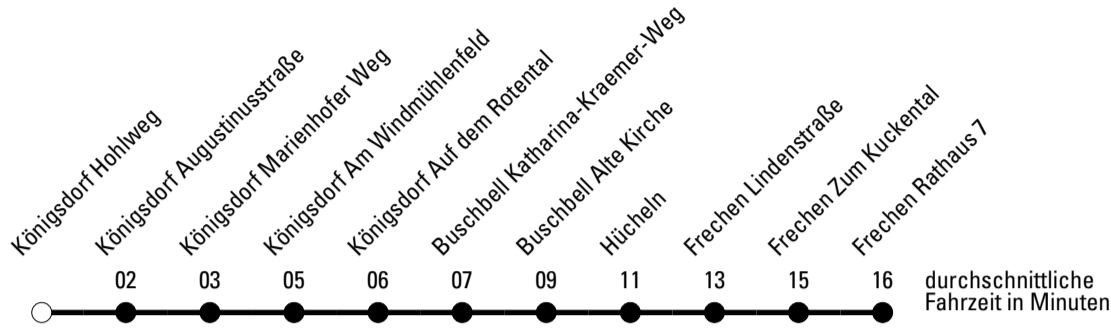 Königsdorf Hohlweg
Königsdorf Augustinusstraße
Königsdorf Marienhofer Weg
Königsdorf Am Windmühlenfeld
Königsdorf Auf dem Rotental
Buschbell Katharina-Kraemer-Weg
Buschbell Alte Kirche
Hücheln
Frechen Lindenstraße
Frechen Zum Kuckental
Frechen Rathaus 7
02 03 05 06 07 09 11 13 15 16
durchschnittliche
Fahrzeit in Minuten